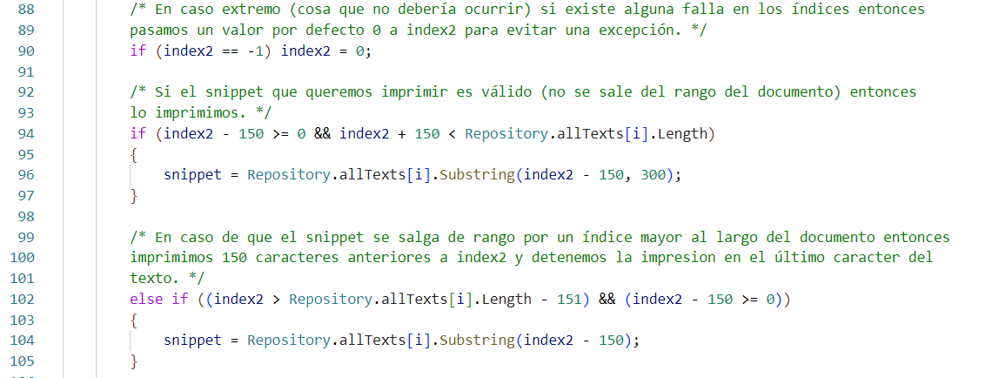 88 /* En caso extremo (cosa que no debería ocurrir) si existe alguna falla en los índices entonces
89 pasamos un valor por defecto 0 a index2 para evitar una excepción. */
90 if (index2 == -1) index2 = 0;
91
92 /* Si el snippet que queremos imprimir es válido (no se sale del rango del documento) entonces
93 lo imprimimos. */
94 if (index2 - 150 >= 0 && index2 + 150 < Repository.allTexts[i].Length)
95 {
96 snippet = Repository.allTexts[i].Substring(index2 - 150, 300);
97 }
98
99 /* En caso de que el snippet se salga de rango por un índice mayor al largo del documento entonces
100 imprimimos 150 caracteres anteriores a index2 y detenemos la impresion en el último caracter del
101 texto. */
102 else if ((index2 > Repository.allTexts[i].Length - 151) && (index2 - 150 >= 0))
103 {
104 snippet = Repository.allTexts[i].Substring(index2 - 150);
105 }